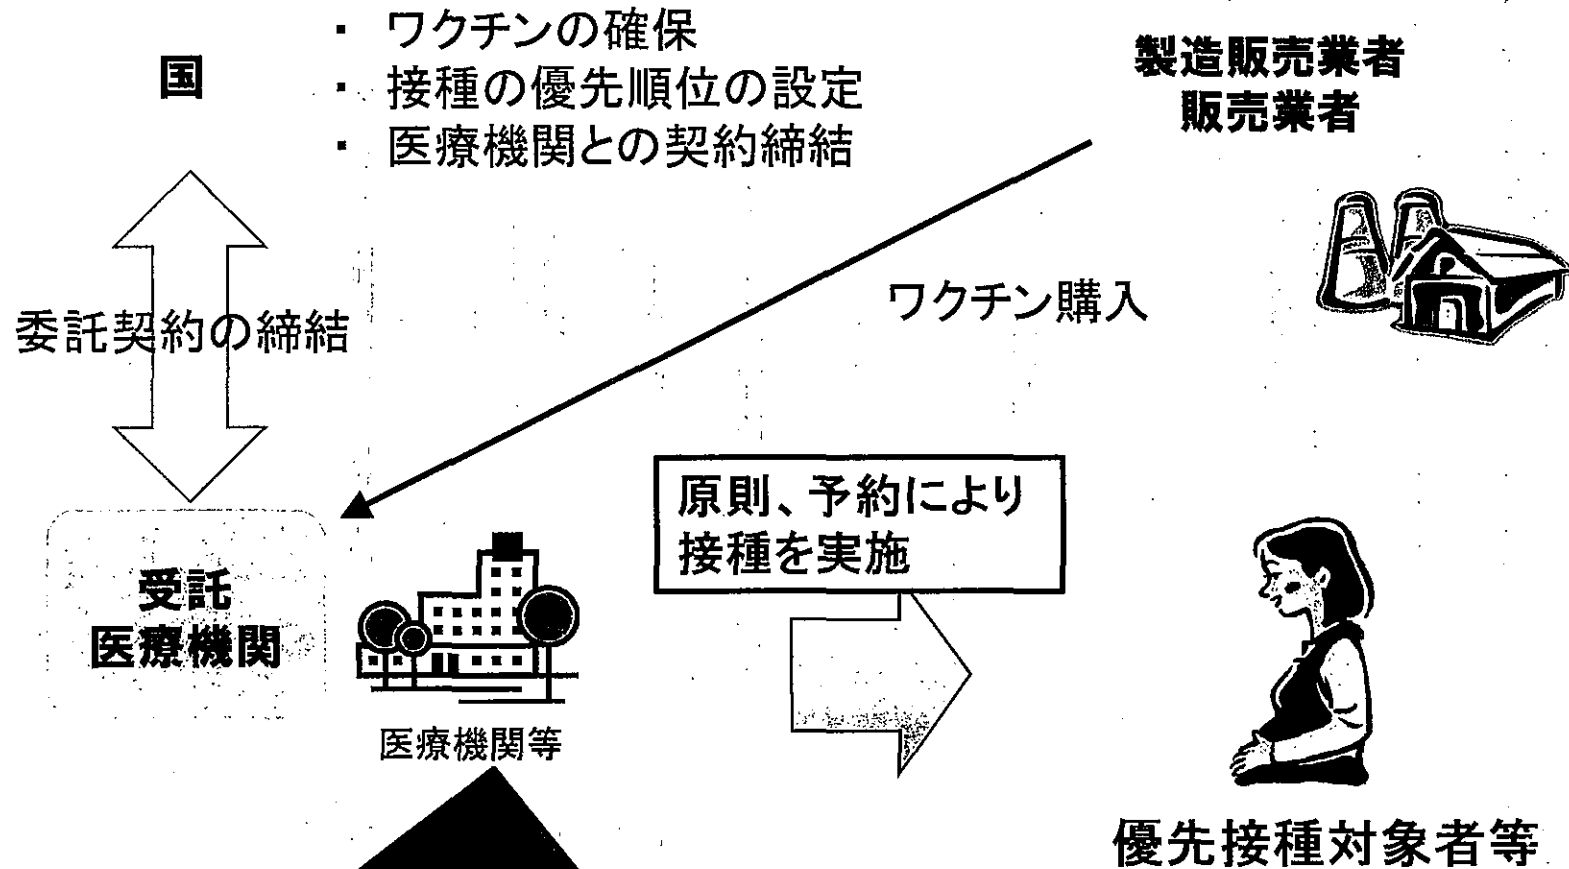 国
・ ワクチンの確保
・ 接種の優先順位の設定
・ 医療機関との契約締結
製造販売業者
販売業者
委託契約の締結
ワクチン購入
原則、予約により
接種を実施
受託
医療機関
医療機関等
優先接種対象者等